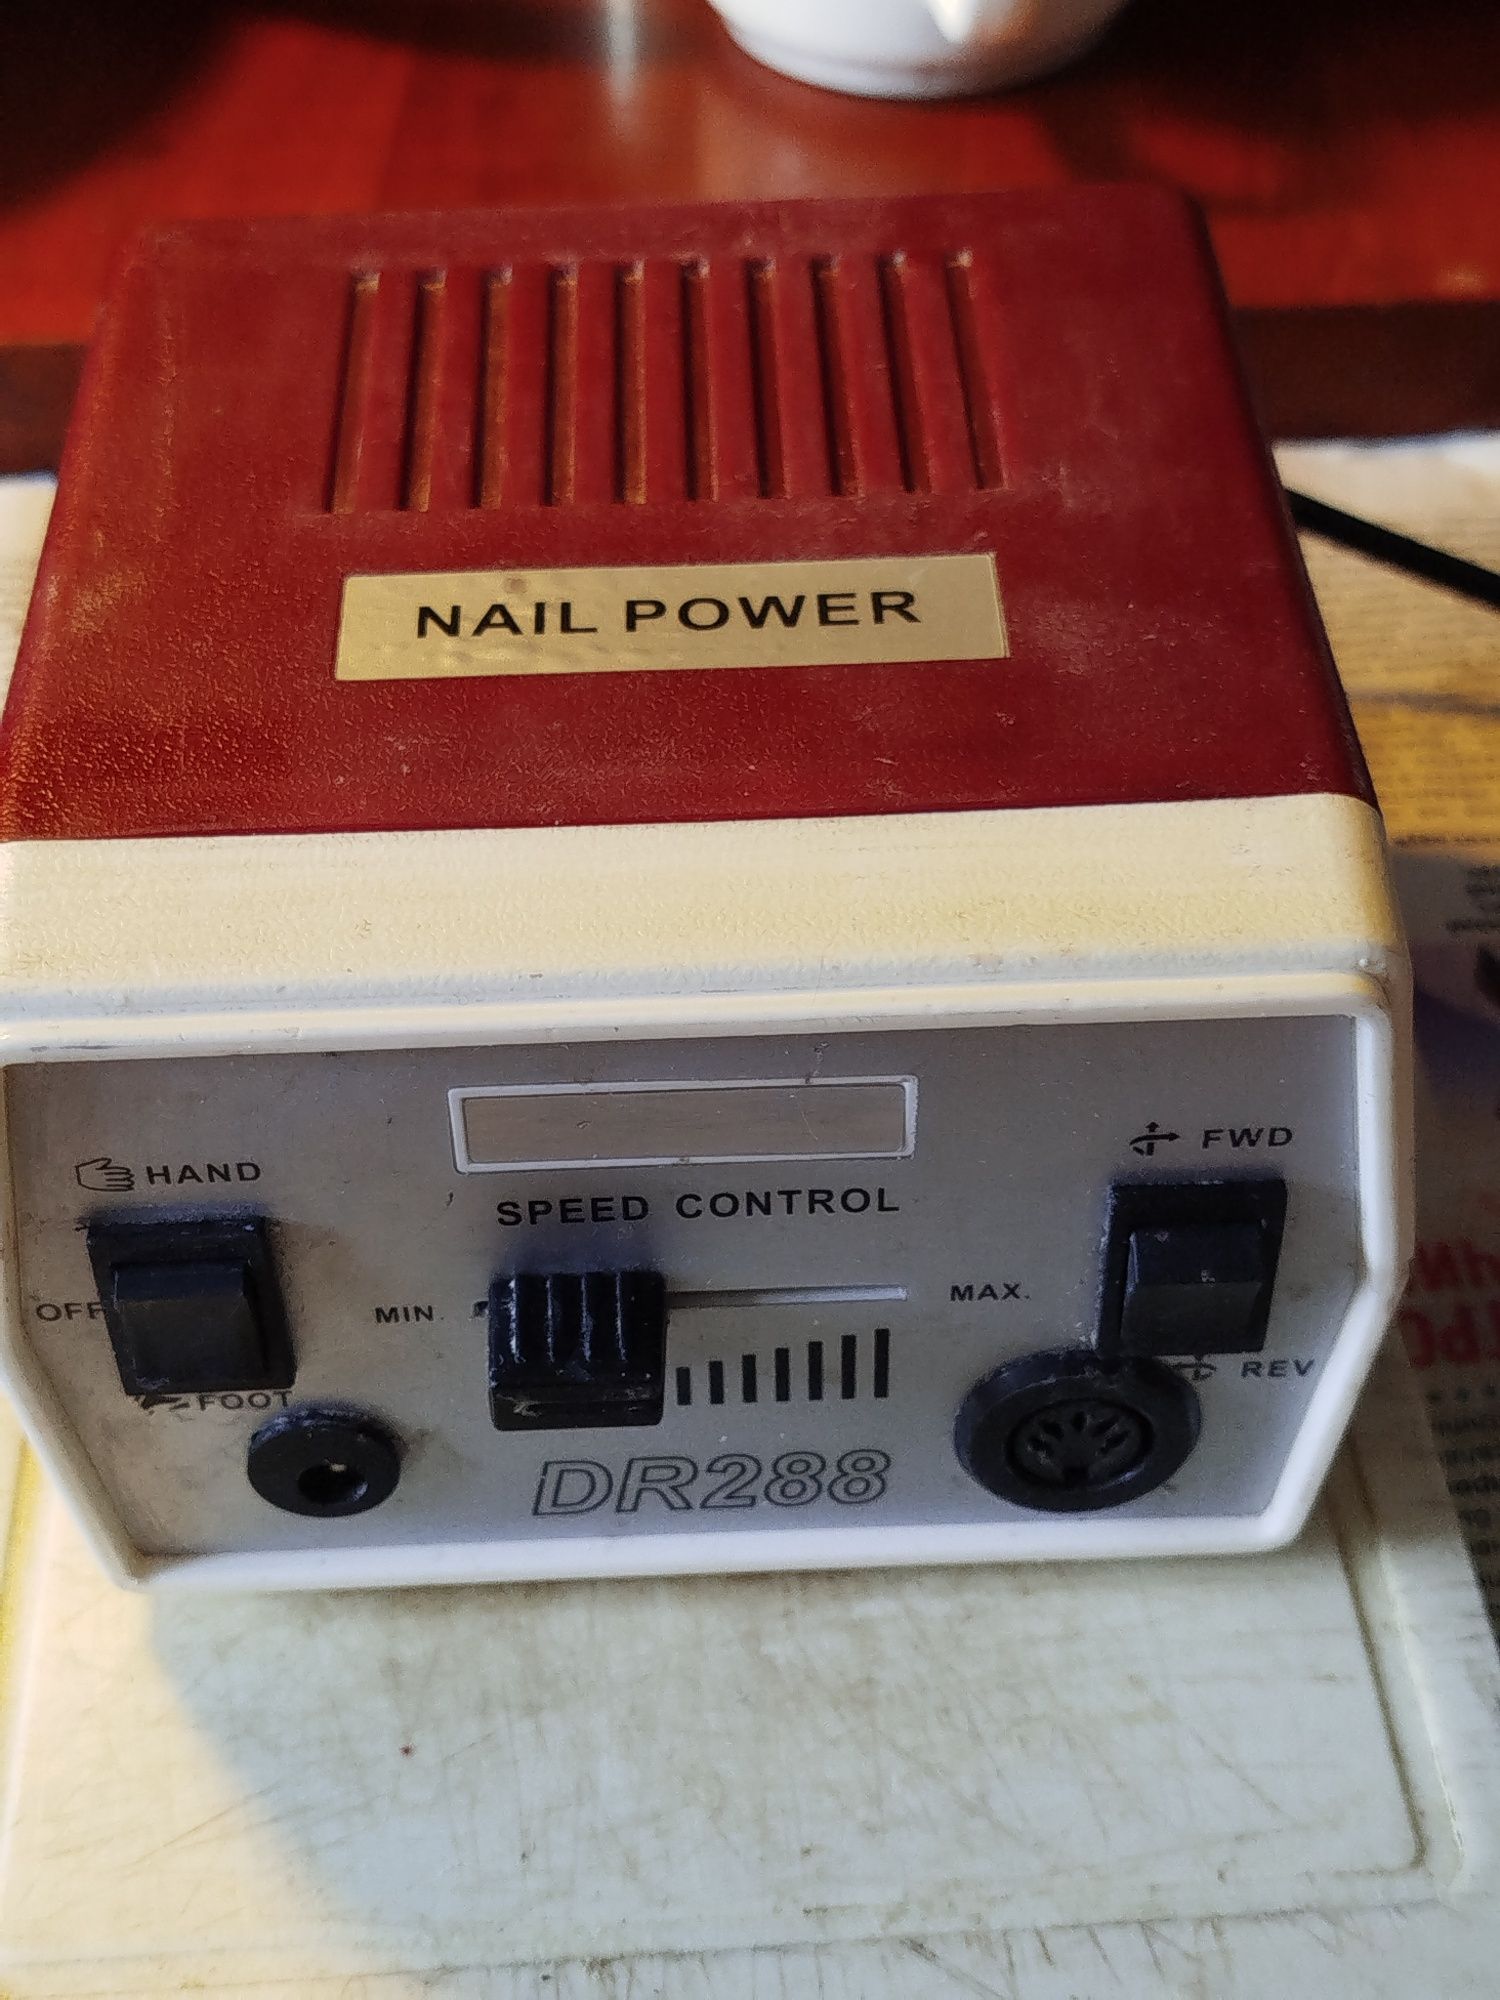 NAIL POWER
HAND
FWD
SPEED CONTROL
OFF
MIN.
MAX.
FOOT
REV
DR288